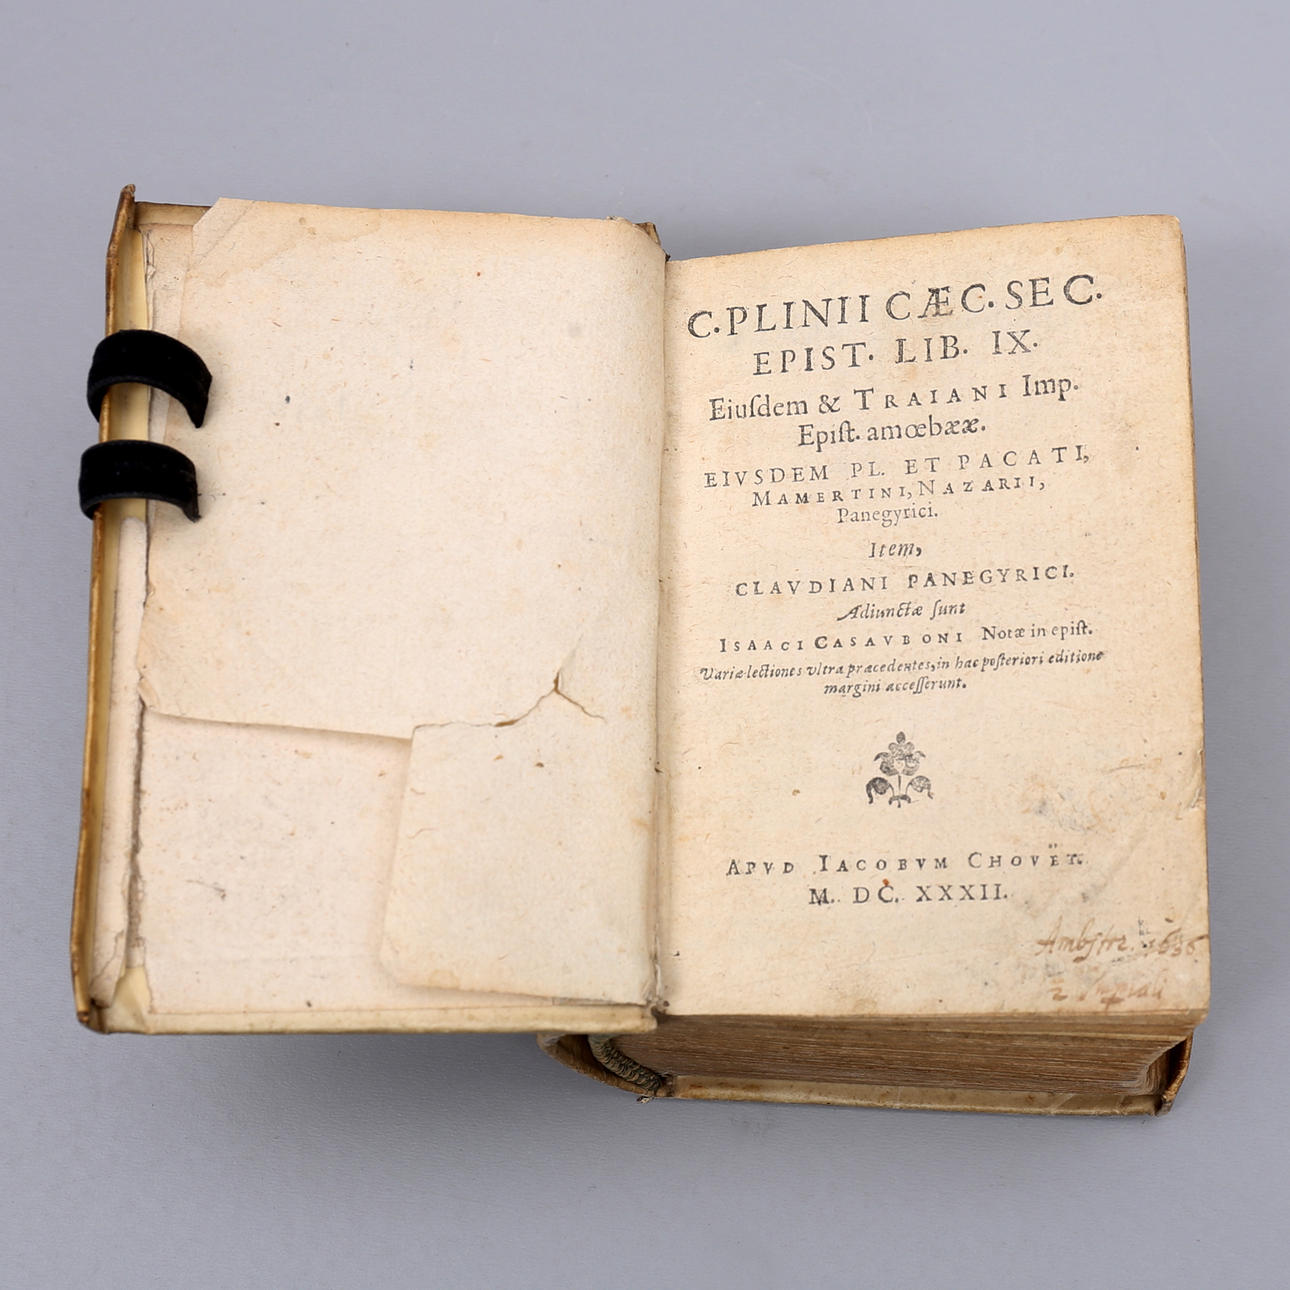 C. PLINII CÆC. SEC.
EPIST. LIB. IX.
Eiuſdem & TRAIANI Imp.
Epiſt. amœbææ.
EIVSDEM PL. ET PACATI,
MAMERTINI, NAZARII,
Panegyrici.
Item,
CLAVDIANI PANEGYRICI.
Adiunctæ ſunt
ISAACI CASAVBONI Notæ in epiſt.
Variæ lectiones vltra præcedentes, in hac poſteriori editione
margini acceſſerunt.
APVD IACOBVM CHOVËT.
M. DC. XXXII.